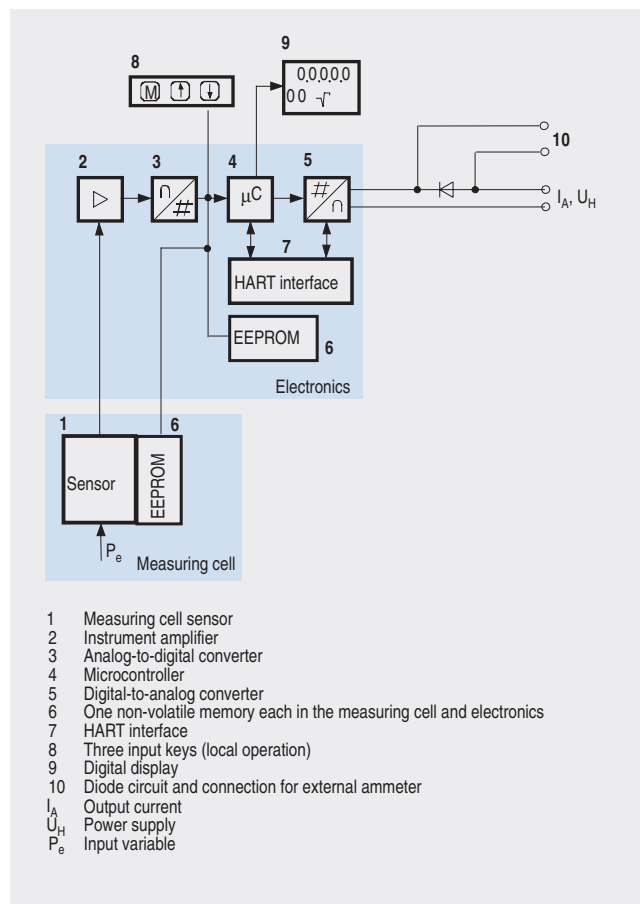 9
8
0.0.0.0.0
00 √
M ↑ ↓
10
2 3 4 5
∩ # µC # ∩
I_A, U_H
7
HART interface
EEPROM 6
Electronics
1 6
Sensor EEPROM
P_e
Measuring cell
1 Measuring cell sensor
2 Instrument amplifier
3 Analog-to-digital converter
4 Microcontroller
5 Digital-to-analog converter
6 One non-volatile memory each in the measuring cell and electronics
7 HART interface
8 Three input keys (local operation)
9 Digital display
10 Diode circuit and connection for external ammeter
I_A Output current
U_H Power supply
P_e Input variable